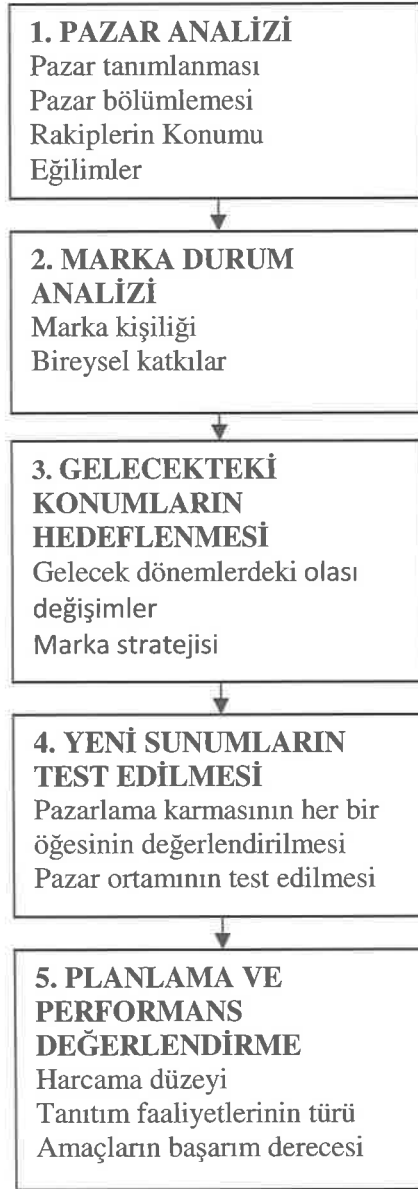 1. PAZAR ANALİZİ
Pazar tanımlanması
Pazar bölümlemesi
Rakiplerin Konumu
Eğilimler
2. MARKA DURUM
ANALİZİ
Marka kişiliği
Bireysel katkılar
3. GELECEKTEKİ
KONUMLARIN
HEDEFLENMESİ
Gelecek dönemlerdeki olası
değişimler
Marka stratejisi
4. YENİ SUNUMLARIN
TEST EDİLMESİ
Pazarlama karmasının her bir
öğesinin değerlendirilmesi
Pazar ortamının test edilmesi
5. PLANLAMA VE
PERFORMANS
DEĞERLENDİRME
Harcama düzeyi
Tanıtım faaliyetlerinin türü
Amaçların başarım derecesi